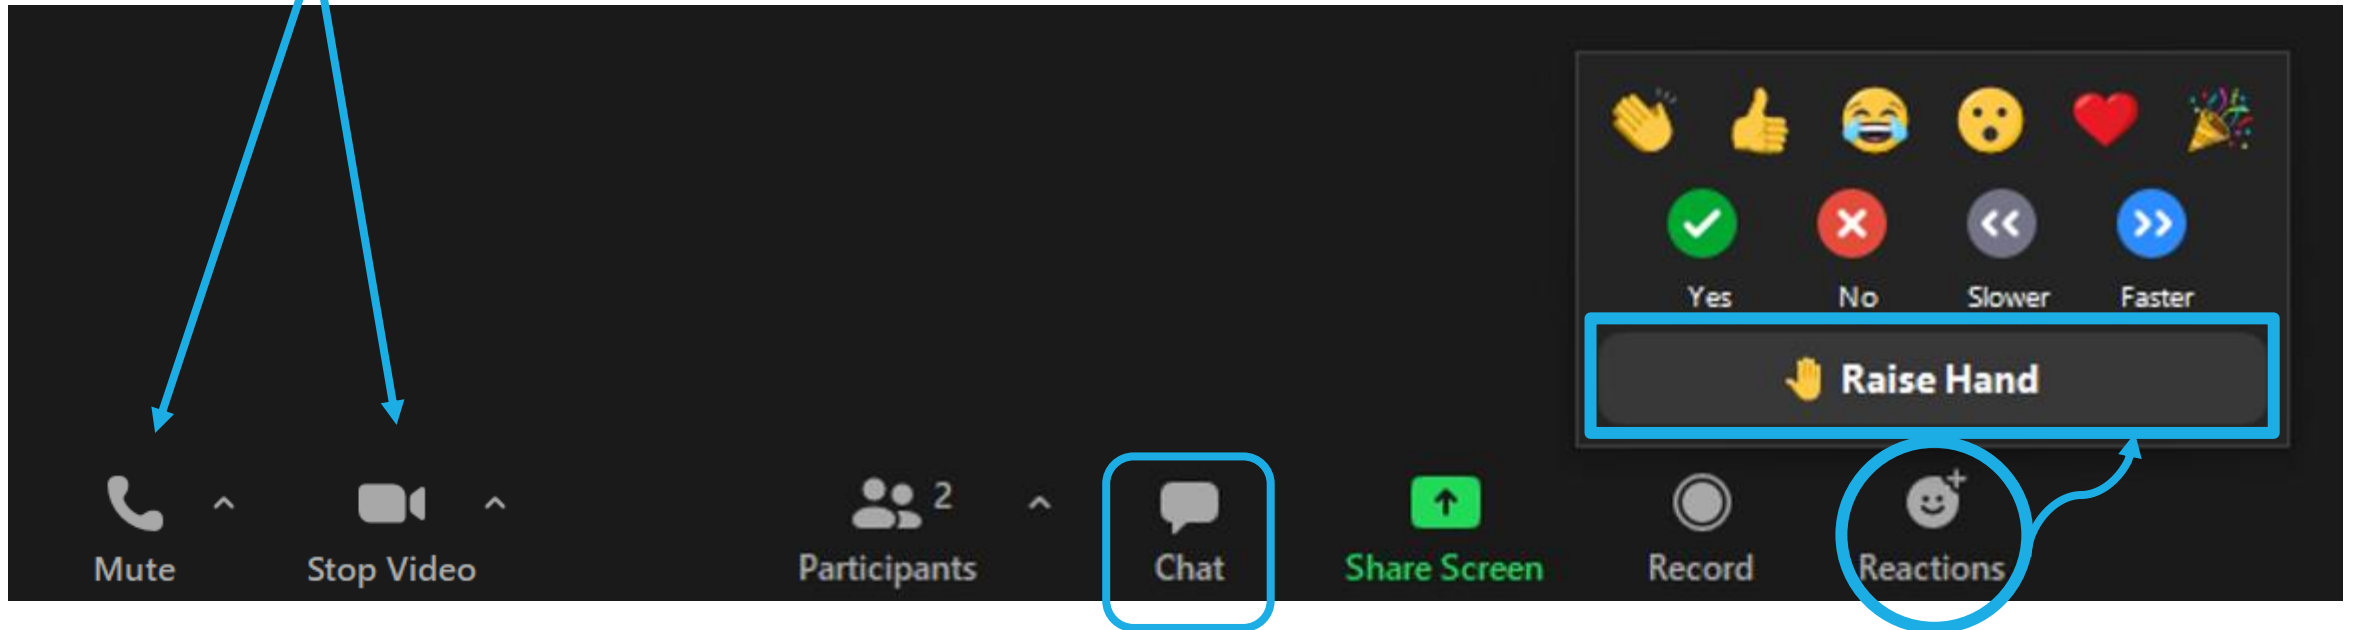 Yes No Slower Faster
Raise Hand
2
Mute Stop Video Participants Chat Share Screen Record Reactions